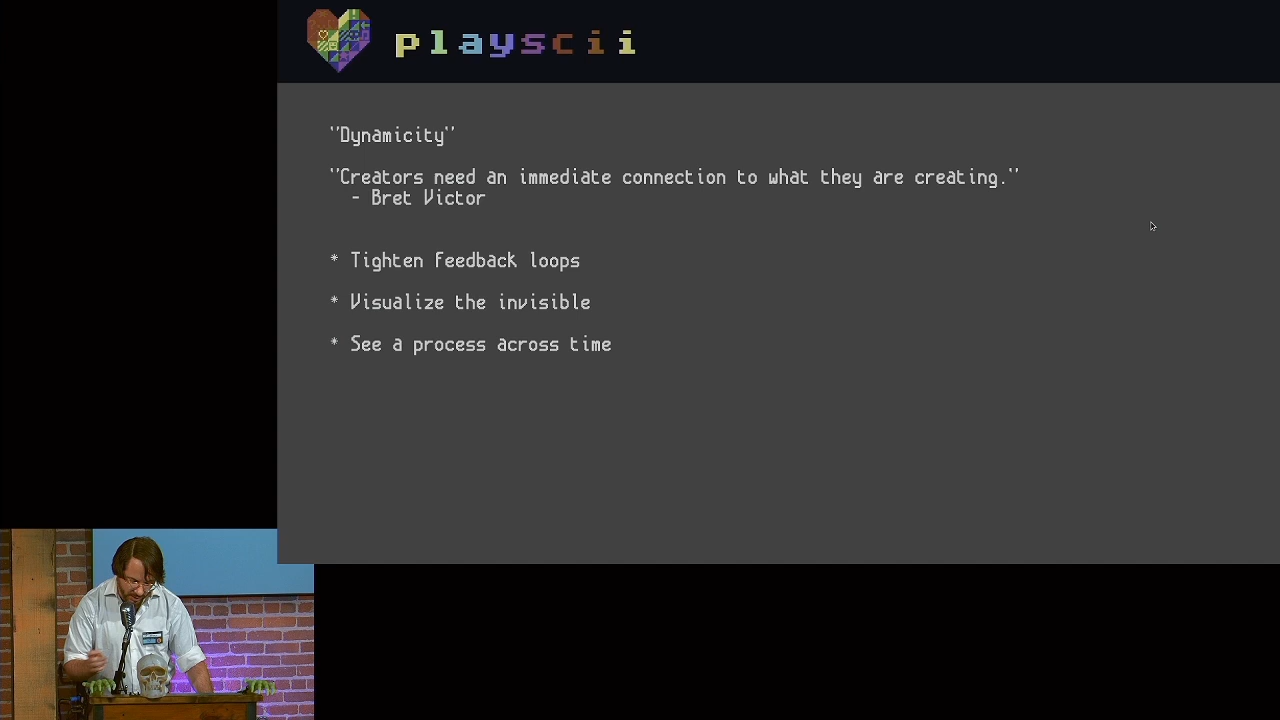 playscii
"Dynamicity"
"Creators need an immediate connection to what they are creating."
- Bret Victor
* Tighten feedback loops
* Visualize the invisible
* See a process across time